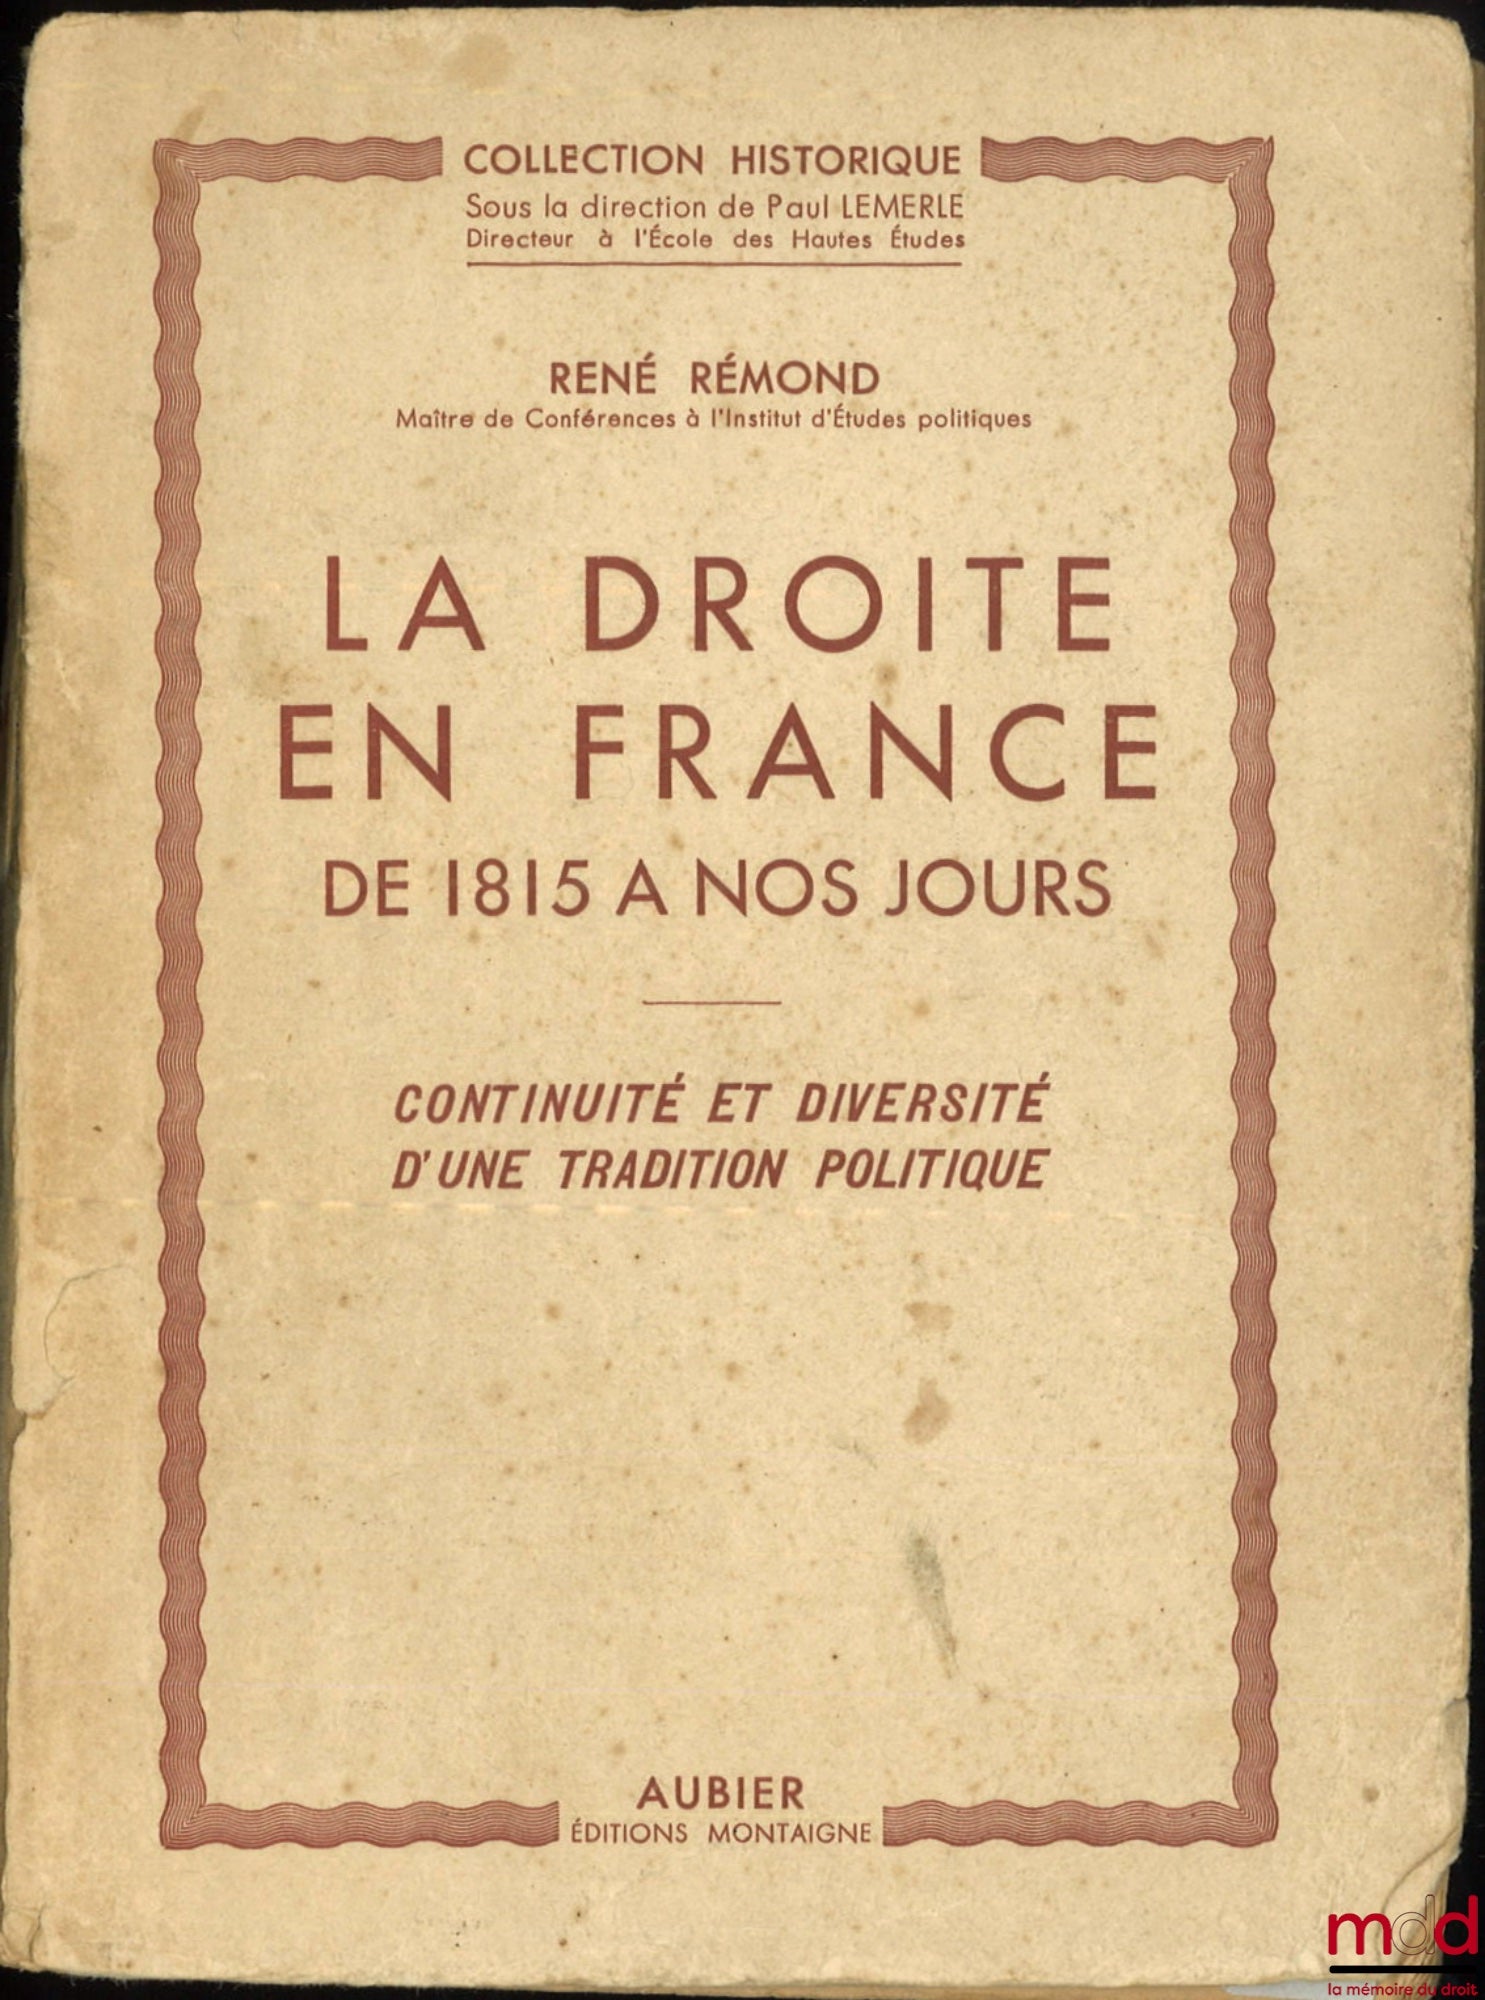 COLLECTION HISTORIQUE
Sous la direction de Paul LEMERLE
Directeur à l'École des Hautes Études
RENÉ RÉMOND
Maître de Conférences à l'Institut d'Études politiques
LA DROITE
EN FRANCE
DE 1815 A NOS JOURS
CONTINUITÉ ET DIVERSITÉ
D'UNE TRADITION POLITIQUE
AUBIER
ÉDITIONS MONTAIGNE
mdd
la mémoire du droit